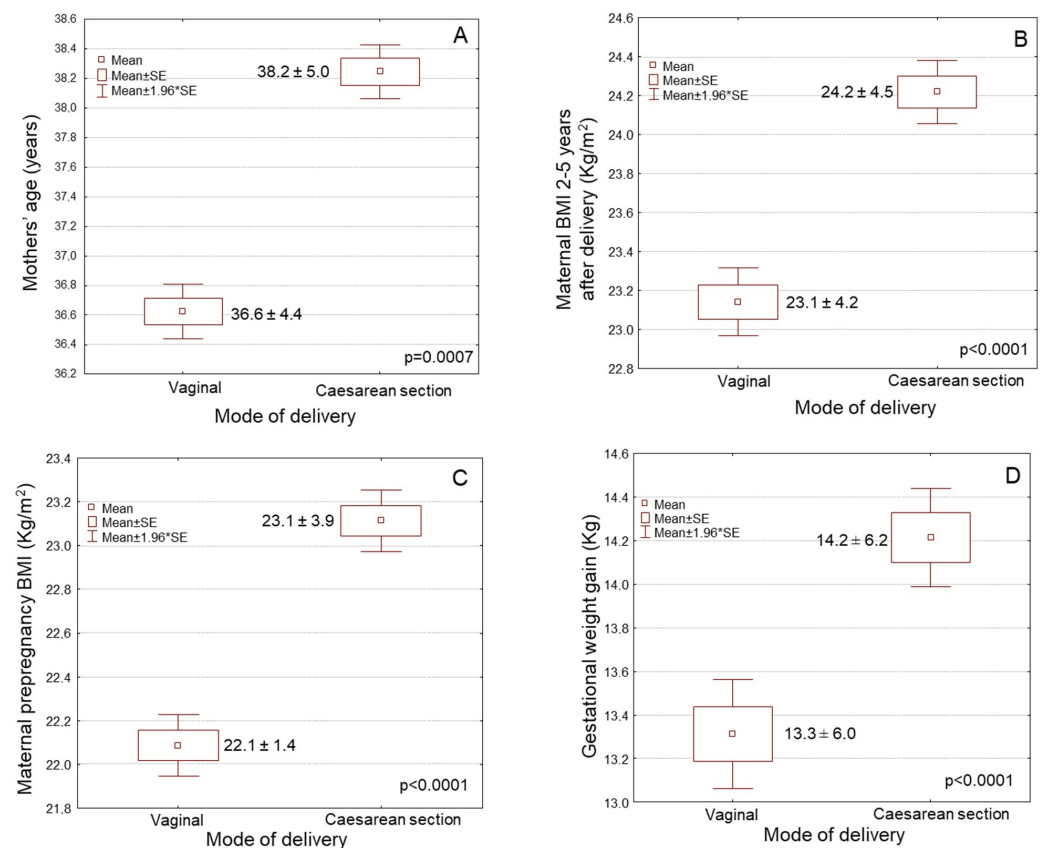 A
Mothers' age (years)
38.6
38.4
38.2
38.0
37.8
37.6
37.4
37.2
37.0
36.8
36.6
36.4
36.2
Mean
Mean±SE
Mean±1.96*SE
38.2 ± 5.0
36.6 ± 4.4
p=0.0007
Vaginal
Caesarean section
Mode of delivery
B
Maternal BMI 2-5 years
after delivery (Kg/m²)
24.6
24.4
24.2
24.0
23.8
23.6
23.4
23.2
23.0
22.8
Mean
Mean±SE
Mean±1.96*SE
24.2 ± 4.5
23.1 ± 4.2
p<0.0001
Vaginal
Caesarean section
Mode of delivery
C
Maternal prepregnancy BMI (Kg/m²)
23.4
23.2
23.0
22.8
22.6
22.4
22.2
22.0
21.8
Mean
Mean±SE
Mean±1.96*SE
23.1 ± 3.9
22.1 ± 1.4
p<0.0001
Vaginal
Caesarean section
Mode of delivery
D
Gestational weight gain (Kg)
14.6
14.4
14.2
14.0
13.8
13.6
13.4
13.2
13.0
Mean
Mean±SE
Mean±1.96*SE
14.2 ± 6.2
13.3 ± 6.0
p<0.0001
Vaginal
Caesarean section
Mode of delivery